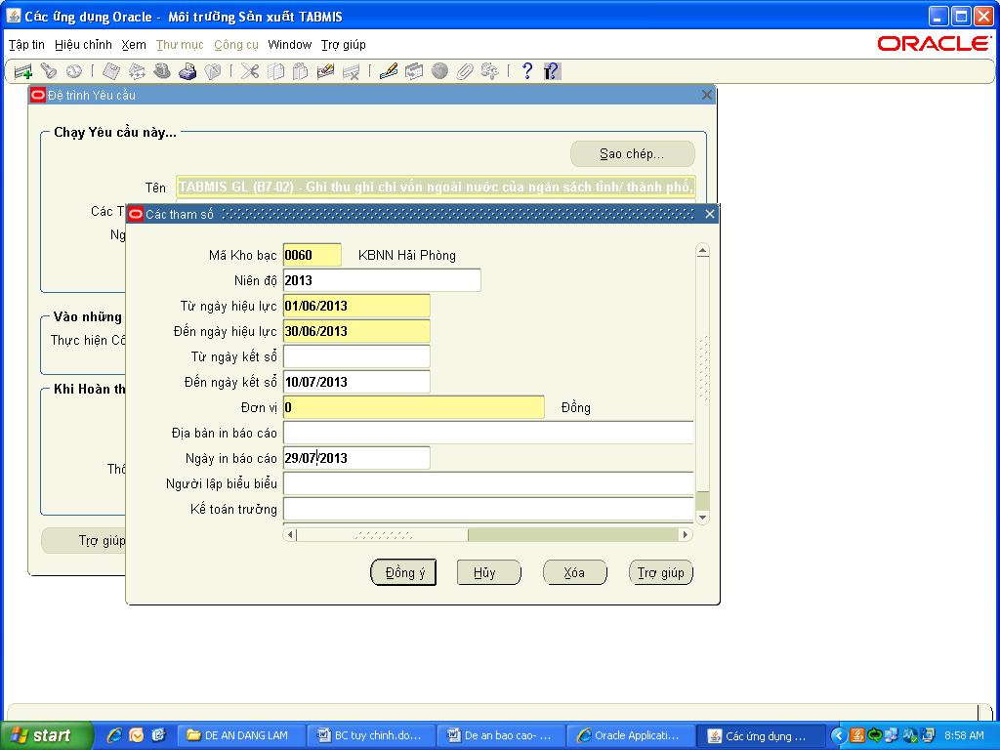 Các ứng dụng Oracle - Môi trường Sản xuất TABMIS
Tập tin Hiệu chỉnh Xem Thư mục Công cụ Window Trợ giúp
ORACLE
Đệ trình Yêu cầu
Chạy Yêu cầu này...
Sao chép...
Tên TABMIS GL (B7-02) - Ghi thu ghi chi vốn ngoài nước của ngân sách tỉnh/ thành phố,
Các T
Ng
Các tham số
Mã Kho bạc 0060 KBNN Hải Phòng
Niên độ 2013
Từ ngày hiệu lực 01/06/2013
Đến ngày hiệu lực 30/06/2013
Từ ngày kết sổ
Đến ngày kết sổ 10/07/2013
Đơn vị 0 Đồng
Địa bàn in báo cáo
Ngày in báo cáo 29/07/2013
Người lập biểu biểu
Kế toán trưởng
Đồng ý Hủy Xóa Trợ giúp
Vào những
Thực hiện Cô
Khi Hoàn th
Thô
Trợ giúp
start DE AN DANG LAM BC tuy chinh.do... De an bao cao- ... Oracle Applicati... Các ứng dụng ... 8:58 AM